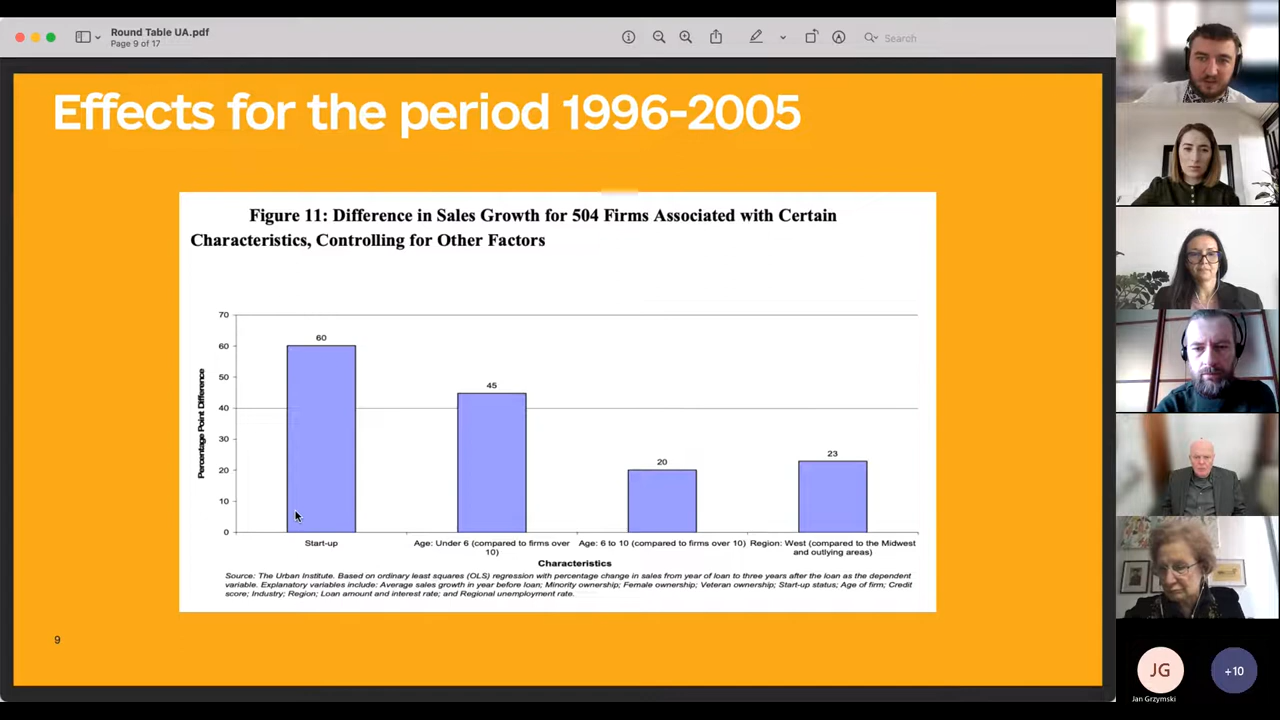 Round Table UA.pdf
Page 9 of 17
Search
Effects for the period 1996-2005
Figure 11: Difference in Sales Growth for 504 Firms Associated with Certain
Characteristics, Controlling for Other Factors
Percentage Point Difference
70
60
50
40
30
20
10
0
60
45
20
23
Start-up
Age: Under 6 (compared to firms over
10)
Age: 6 to 10 (compared to firms over 10)
Region: West (compared to the Midwest
and outlying areas)
Characteristics
Source: The Urban Institute. Based on ordinary least squares (OLS) regression with percentage change in sales from year of loan to three years after the loan as the dependent
variable. Explanatory variables include: Average sales growth in year before loan; Minority ownership; Female ownership; Veteran ownership; Start-up status; Age of firm; Credit
score; Industry; Region; Loan amount and interest rate; and Regional unemployment rate.
9
JG
+10
Jan Grzymski